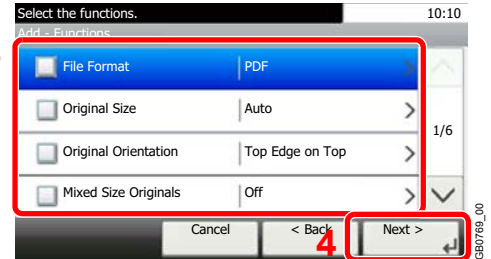 Select the functions. 10:10
Add - Functions
File Format PDF >
Original Size Auto >
1/6
Original Orientation Top Edge on Top >
Mixed Size Originals Off >
Cancel < Back Next >
4
GB0769_00